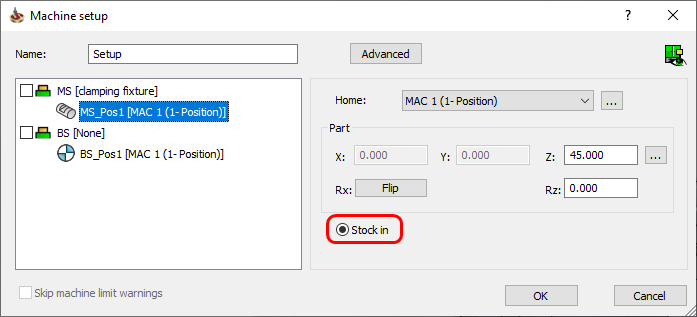 Machine setup
Name: Setup Advanced
MS [clamping fixture]
MS_Pos1 [MAC 1 (1- Position)]
BS [None]
BS_Pos1 [MAC 1 (1- Position)]
Home: MAC 1 (1- Position) ...
Part
X: 0.000 Y: 0.000 Z: 45.000 ...
Rx: Flip Rz: 0.000
Stock in
Skip machine limit warnings
OK Cancel